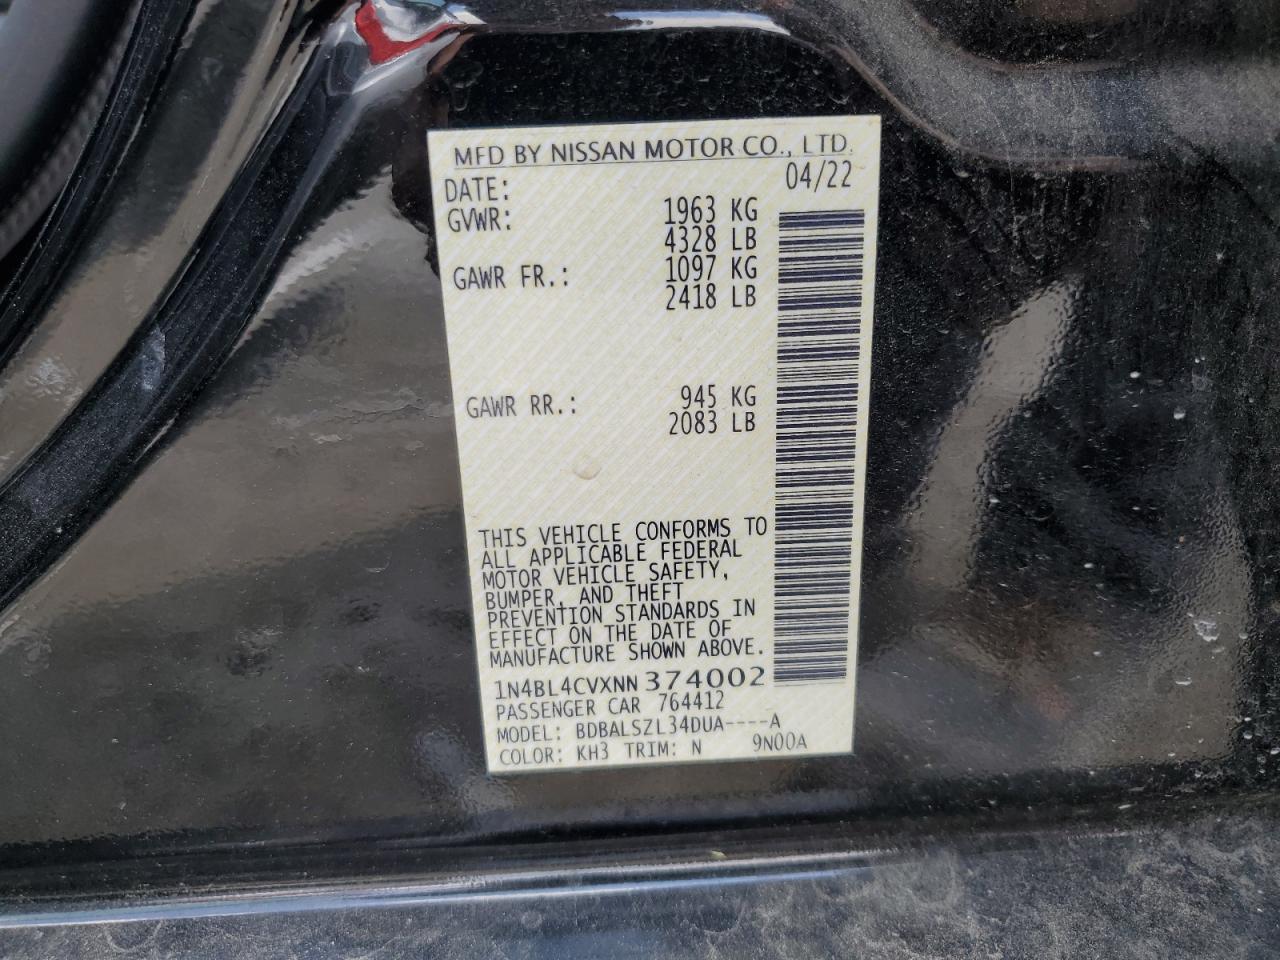 MFD BY NISSAN MOTOR CO., LTD.
DATE: 04/22
GVWR: 1963 KG
4328 LB
GAWR FR.: 1097 KG
2418 LB
GAWR RR.: 945 KG
2083 LB
THIS VEHICLE CONFORMS TO
ALL APPLICABLE FEDERAL
MOTOR VEHICLE SAFETY,
BUMPER, AND THEFT
PREVENTION STANDARDS IN
EFFECT ON THE DATE OF
MANUFACTURE SHOWN ABOVE.
1N4BL4CVXNN374002
PASSENGER CAR 764412
MODEL: BDBALSZL34DUA----A
COLOR: KH3 TRIM: N 9N00A